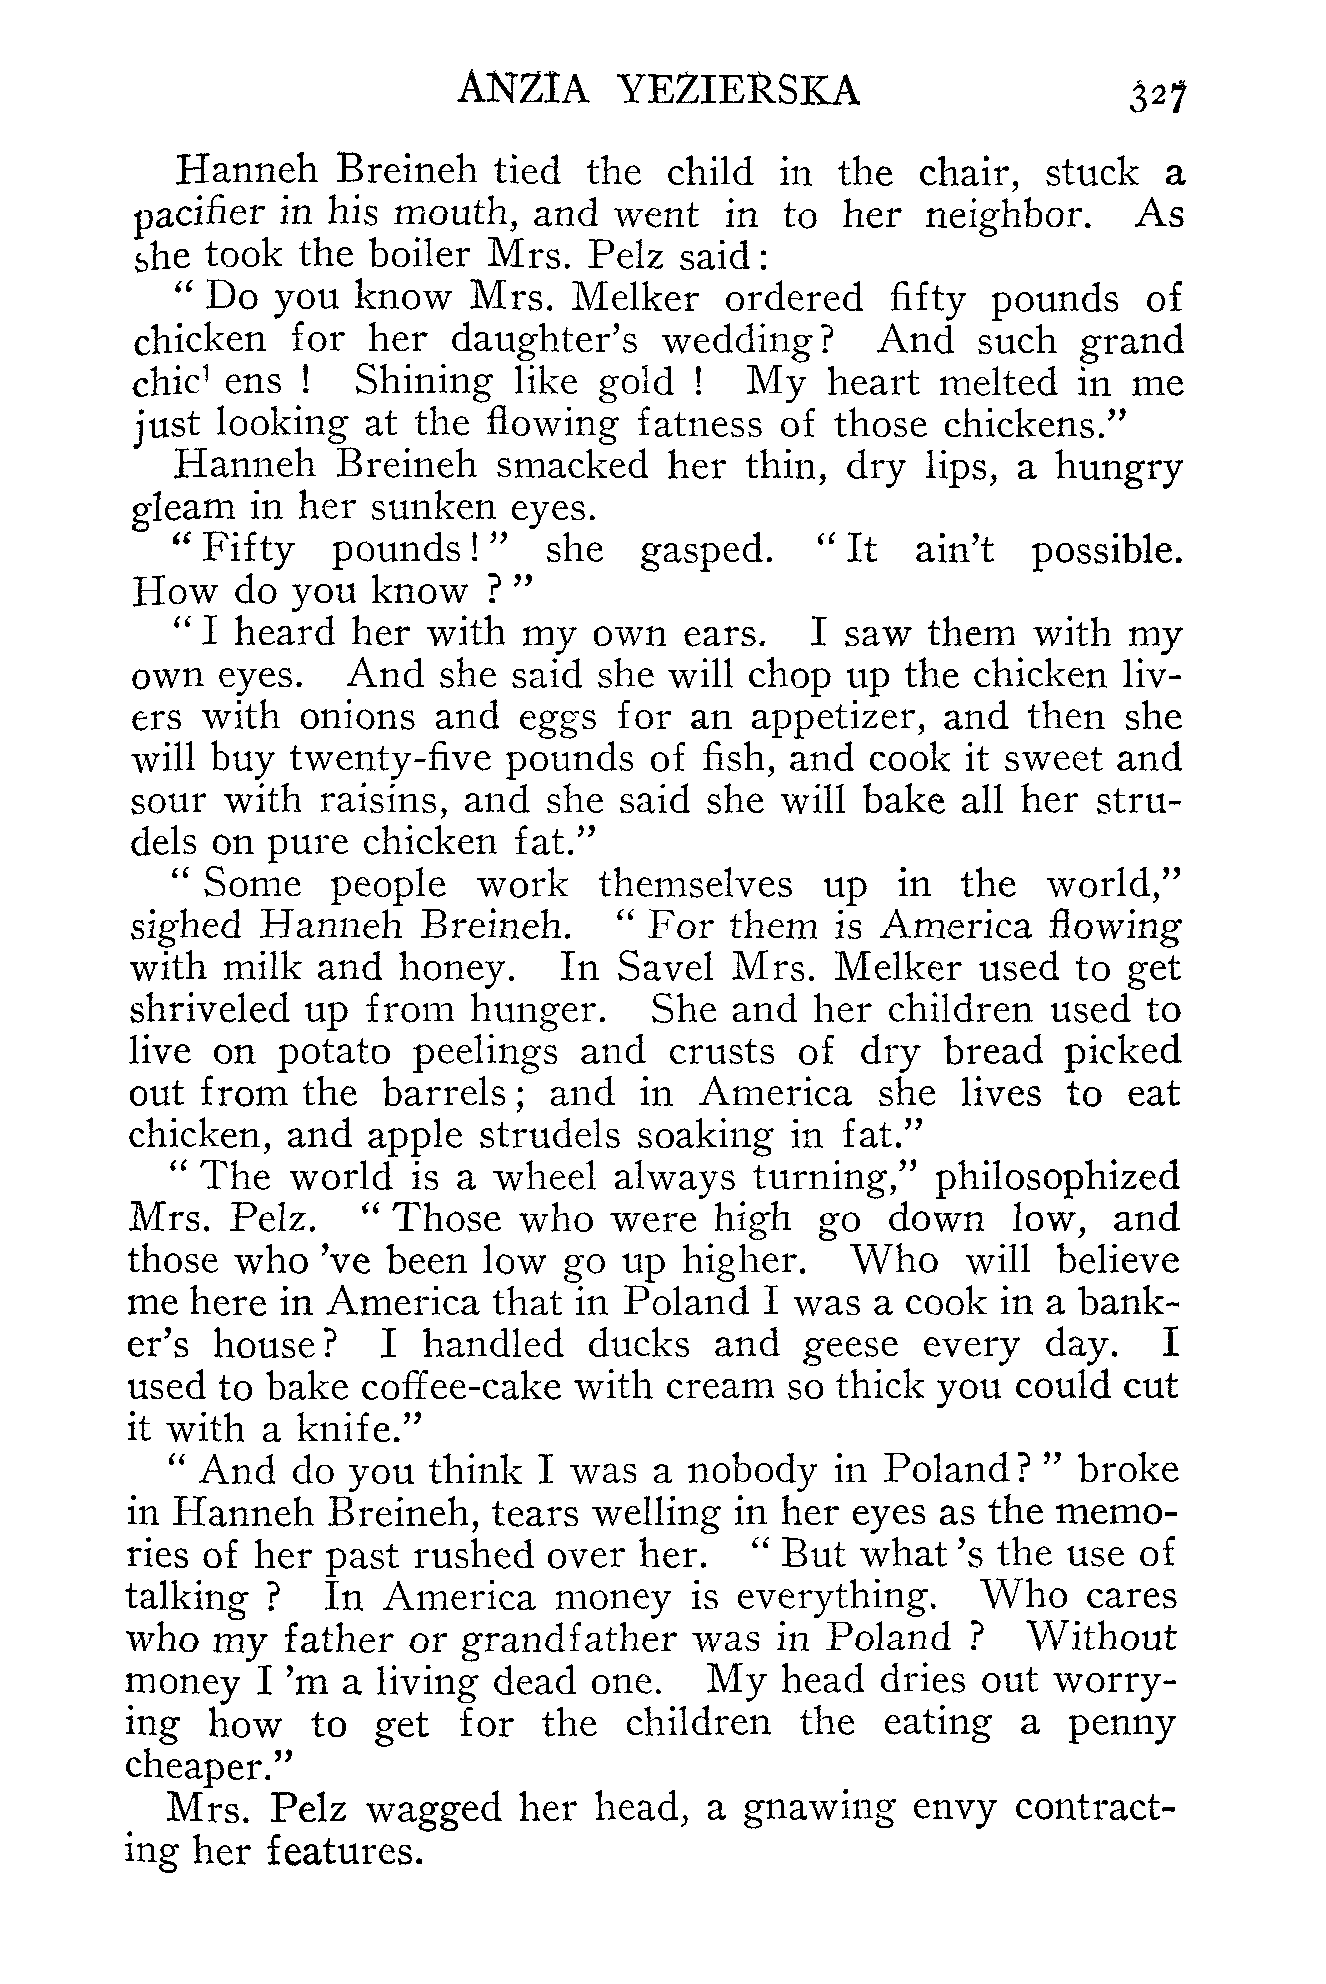 ANZIA YEZIERSKA 327
Hanneh Breineh tied the child in the chair, stuck a
pacifier in his mouth, and went in to her neighbor. As
she took the boiler Mrs. Pelz said:
“ Do you know Mrs. Melker ordered fifty pounds of
chicken for her daughter’s wedding? And such grand
chic¹ ens ! Shining like gold ! My heart melted in me
just looking at the flowing fatness of those chickens.”
Hanneh Breineh smacked her thin, dry lips, a hungry
gleam in her sunken eyes.
“ Fifty pounds! ” she gasped. “ It ain’t possible.
How do you know ? ”
“ I heard her with my own ears. I saw them with my
own eyes. And she said she will chop up the chicken liv-
ers with onions and eggs for an appetizer, and then she
will buy twenty-five pounds of fish, and cook it sweet and
sour with raisins, and she said she will bake all her stru-
dels on pure chicken fat.”
“ Some people work themselves up in the world,”
sighed Hanneh Breineh. “ For them is America flowing
with milk and honey. In Savel Mrs. Melker used to get
shriveled up from hunger. She and her children used to
live on potato peelings and crusts of dry bread picked
out from the barrels; and in America she lives to eat
chicken, and apple strudels soaking in fat.”
“ The world is a wheel always turning,” philosophized
Mrs. Pelz. “ Those who were high go down low, and
those who ’ve been low go up higher. Who will believe
me here in America that in Poland I was a cook in a bank-
er’s house? I handled ducks and geese every day. I
used to bake coffee-cake with cream so thick you could cut
it with a knife.”
“ And do you think I was a nobody in Poland? ” broke
in Hanneh Breineh, tears welling in her eyes as the memo-
ries of her past rushed over her. “ But what ’s the use of
talking ? In America money is everything. Who cares
who my father or grandfather was in Poland ? Without
money I ’m a living dead one. My head dries out worry-
ing how to get for the children the eating a penny
cheaper.”
Mrs. Pelz wagged her head, a gnawing envy contract-
ing her features.